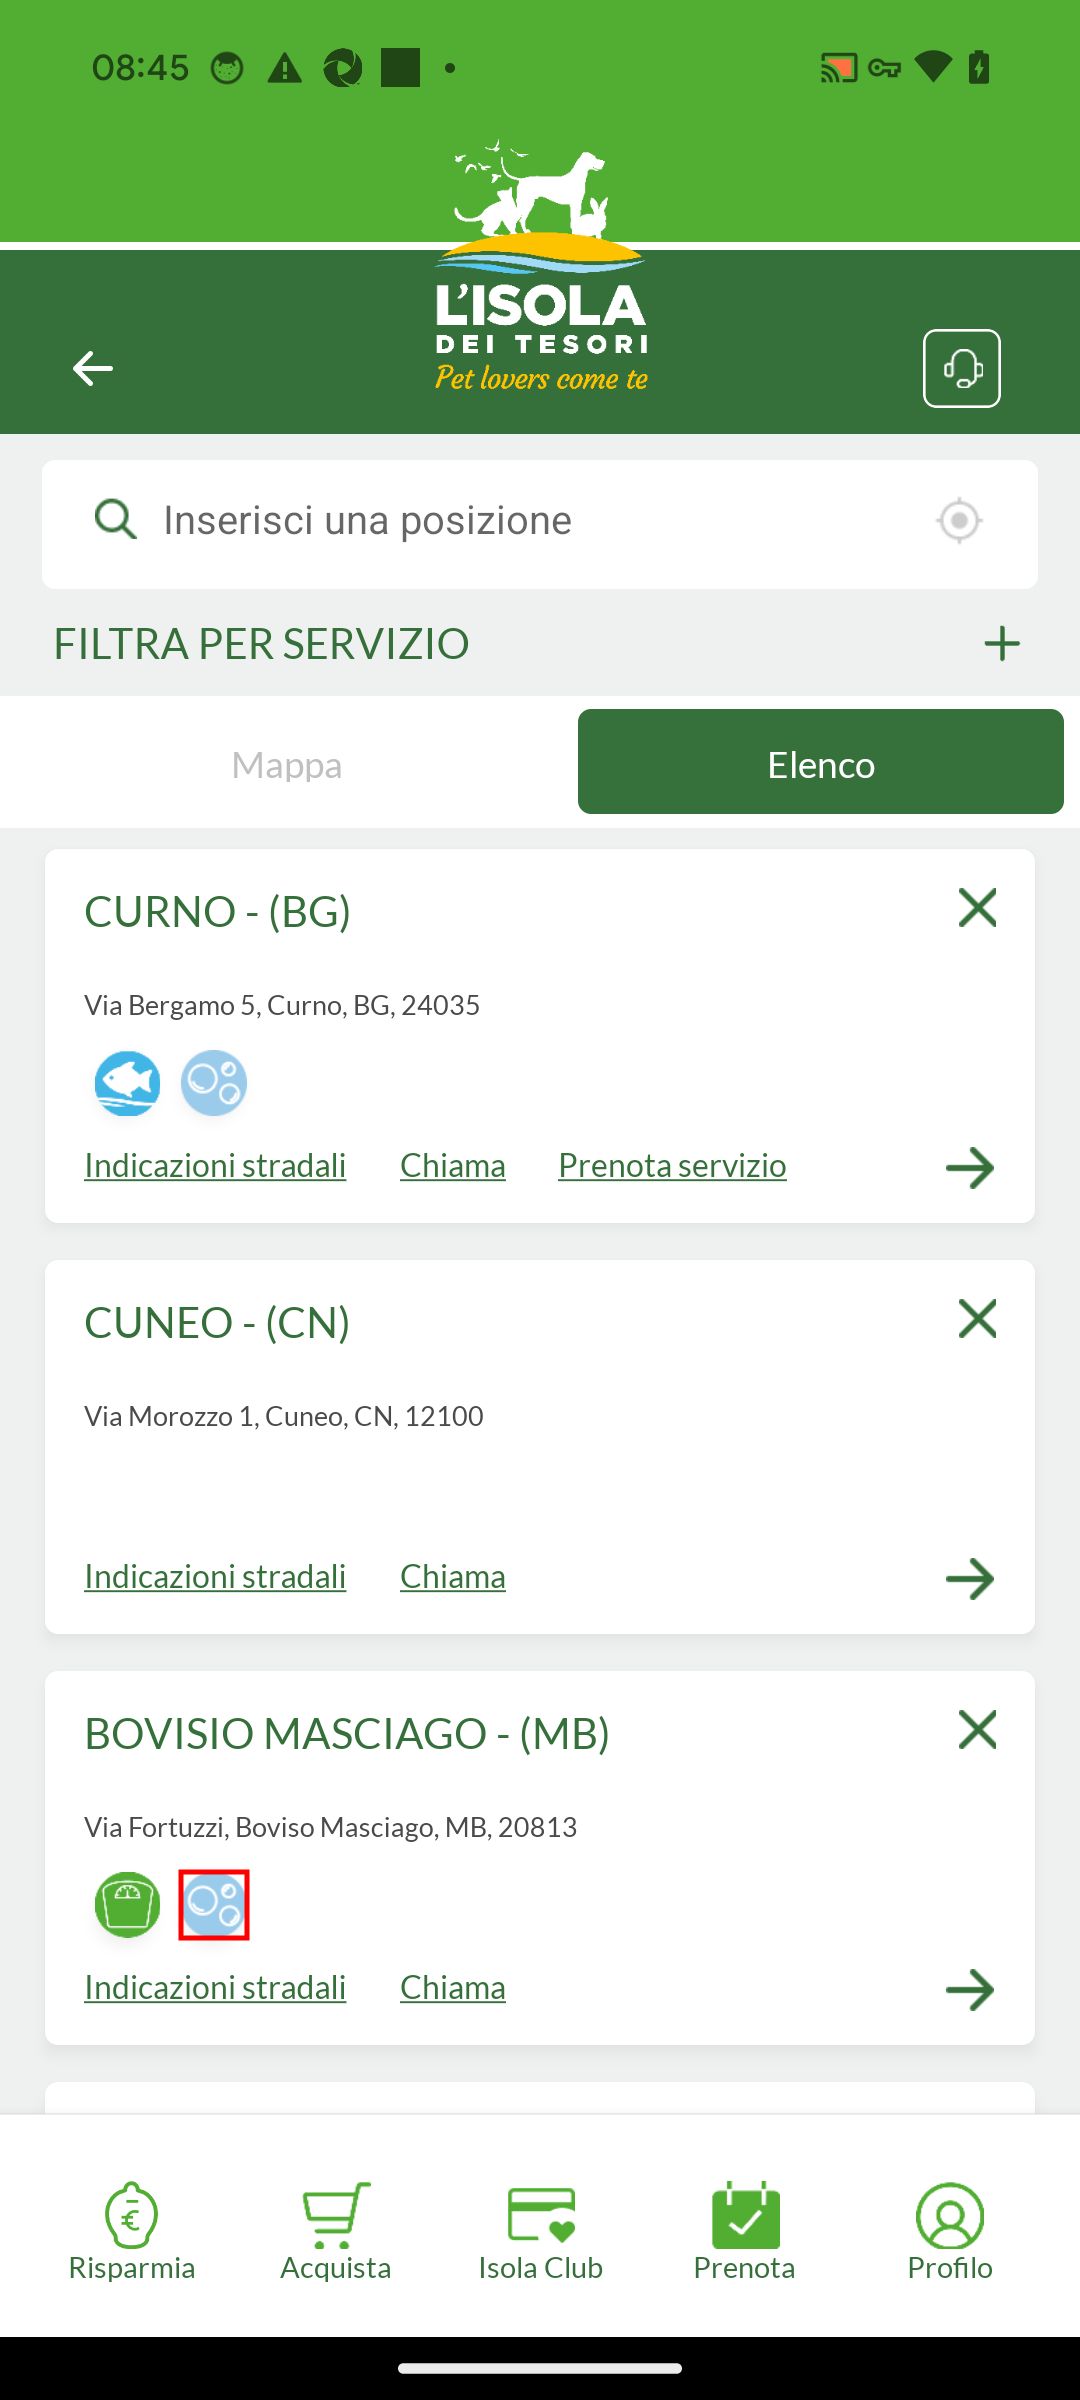 08:45
L'ISOLA
DEI TESORI
Pet lovers come te
Inserisci una posizione
FILTRA PER SERVIZIO
Mappa
Elenco
CURNO - (BG)
Via Bergamo 5, Curno, BG, 24035
Indicazioni stradali Chiama Prenota servizio
CUNEO - (CN)
Via Morozzo 1, Cuneo, CN, 12100
Indicazioni stradali Chiama
BOVISIO MASCIAGO - (MB)
Via Fortuzzi, Boviso Masciago, MB, 20813
Indicazioni stradali Chiama
€
Risparmia Acquista Isola Club Prenota Profilo